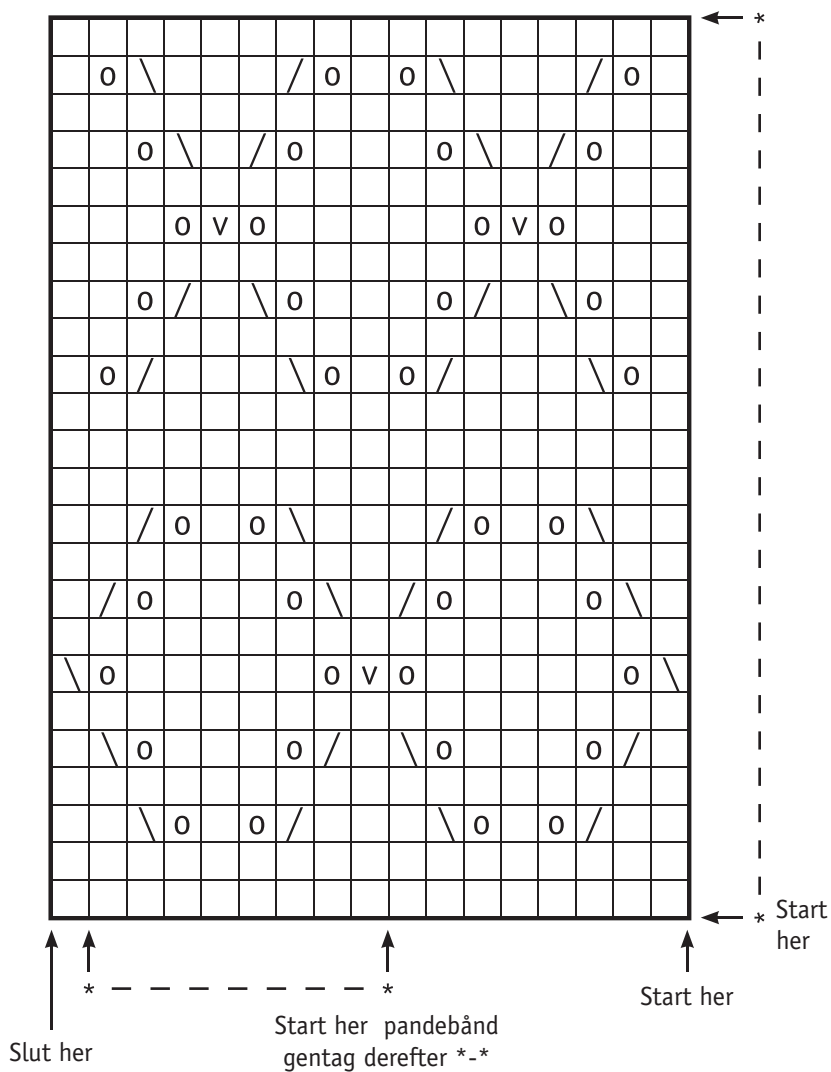 *
o \ / o o \ / o
o \ / o o \ / o
o v o o v o
o / \ o o / \ o
o / \ o o / \ o
/ o o \ / o o \
/ o o \ / o o \
\ o o v o o \
\ o o / \ o o /
\ o o / \ o o /
* Start
her
* — — — — — — — *
Start her
Start her pandebånd
gentag derefter *-*
Slut her